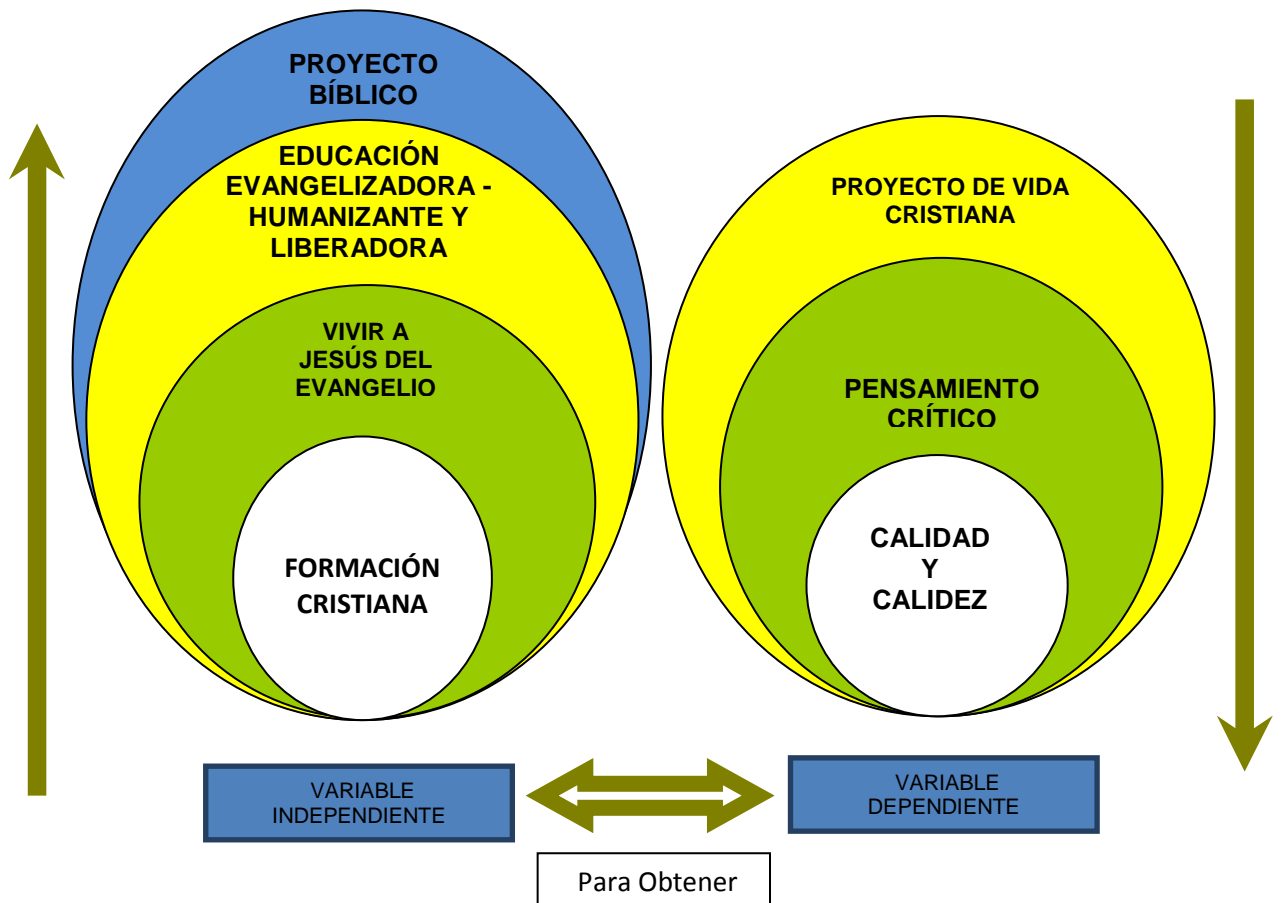 PROYECTO
BÍBLICO
EDUCACIÓN
EVANGELIZADORA -
HUMANIZANTE Y
LIBERADORA
VIVIR A
JESÚS DEL
EVANGELIO
FORMACIÓN
CRISTIANA
PROYECTO DE VIDA
CRISTIANA
PENSAMIENTO
CRÍTICO
CALIDAD
Y
CALIDEZ
VARIABLE
INDEPENDIENTE
VARIABLE
DEPENDIENTE
Para Obtener